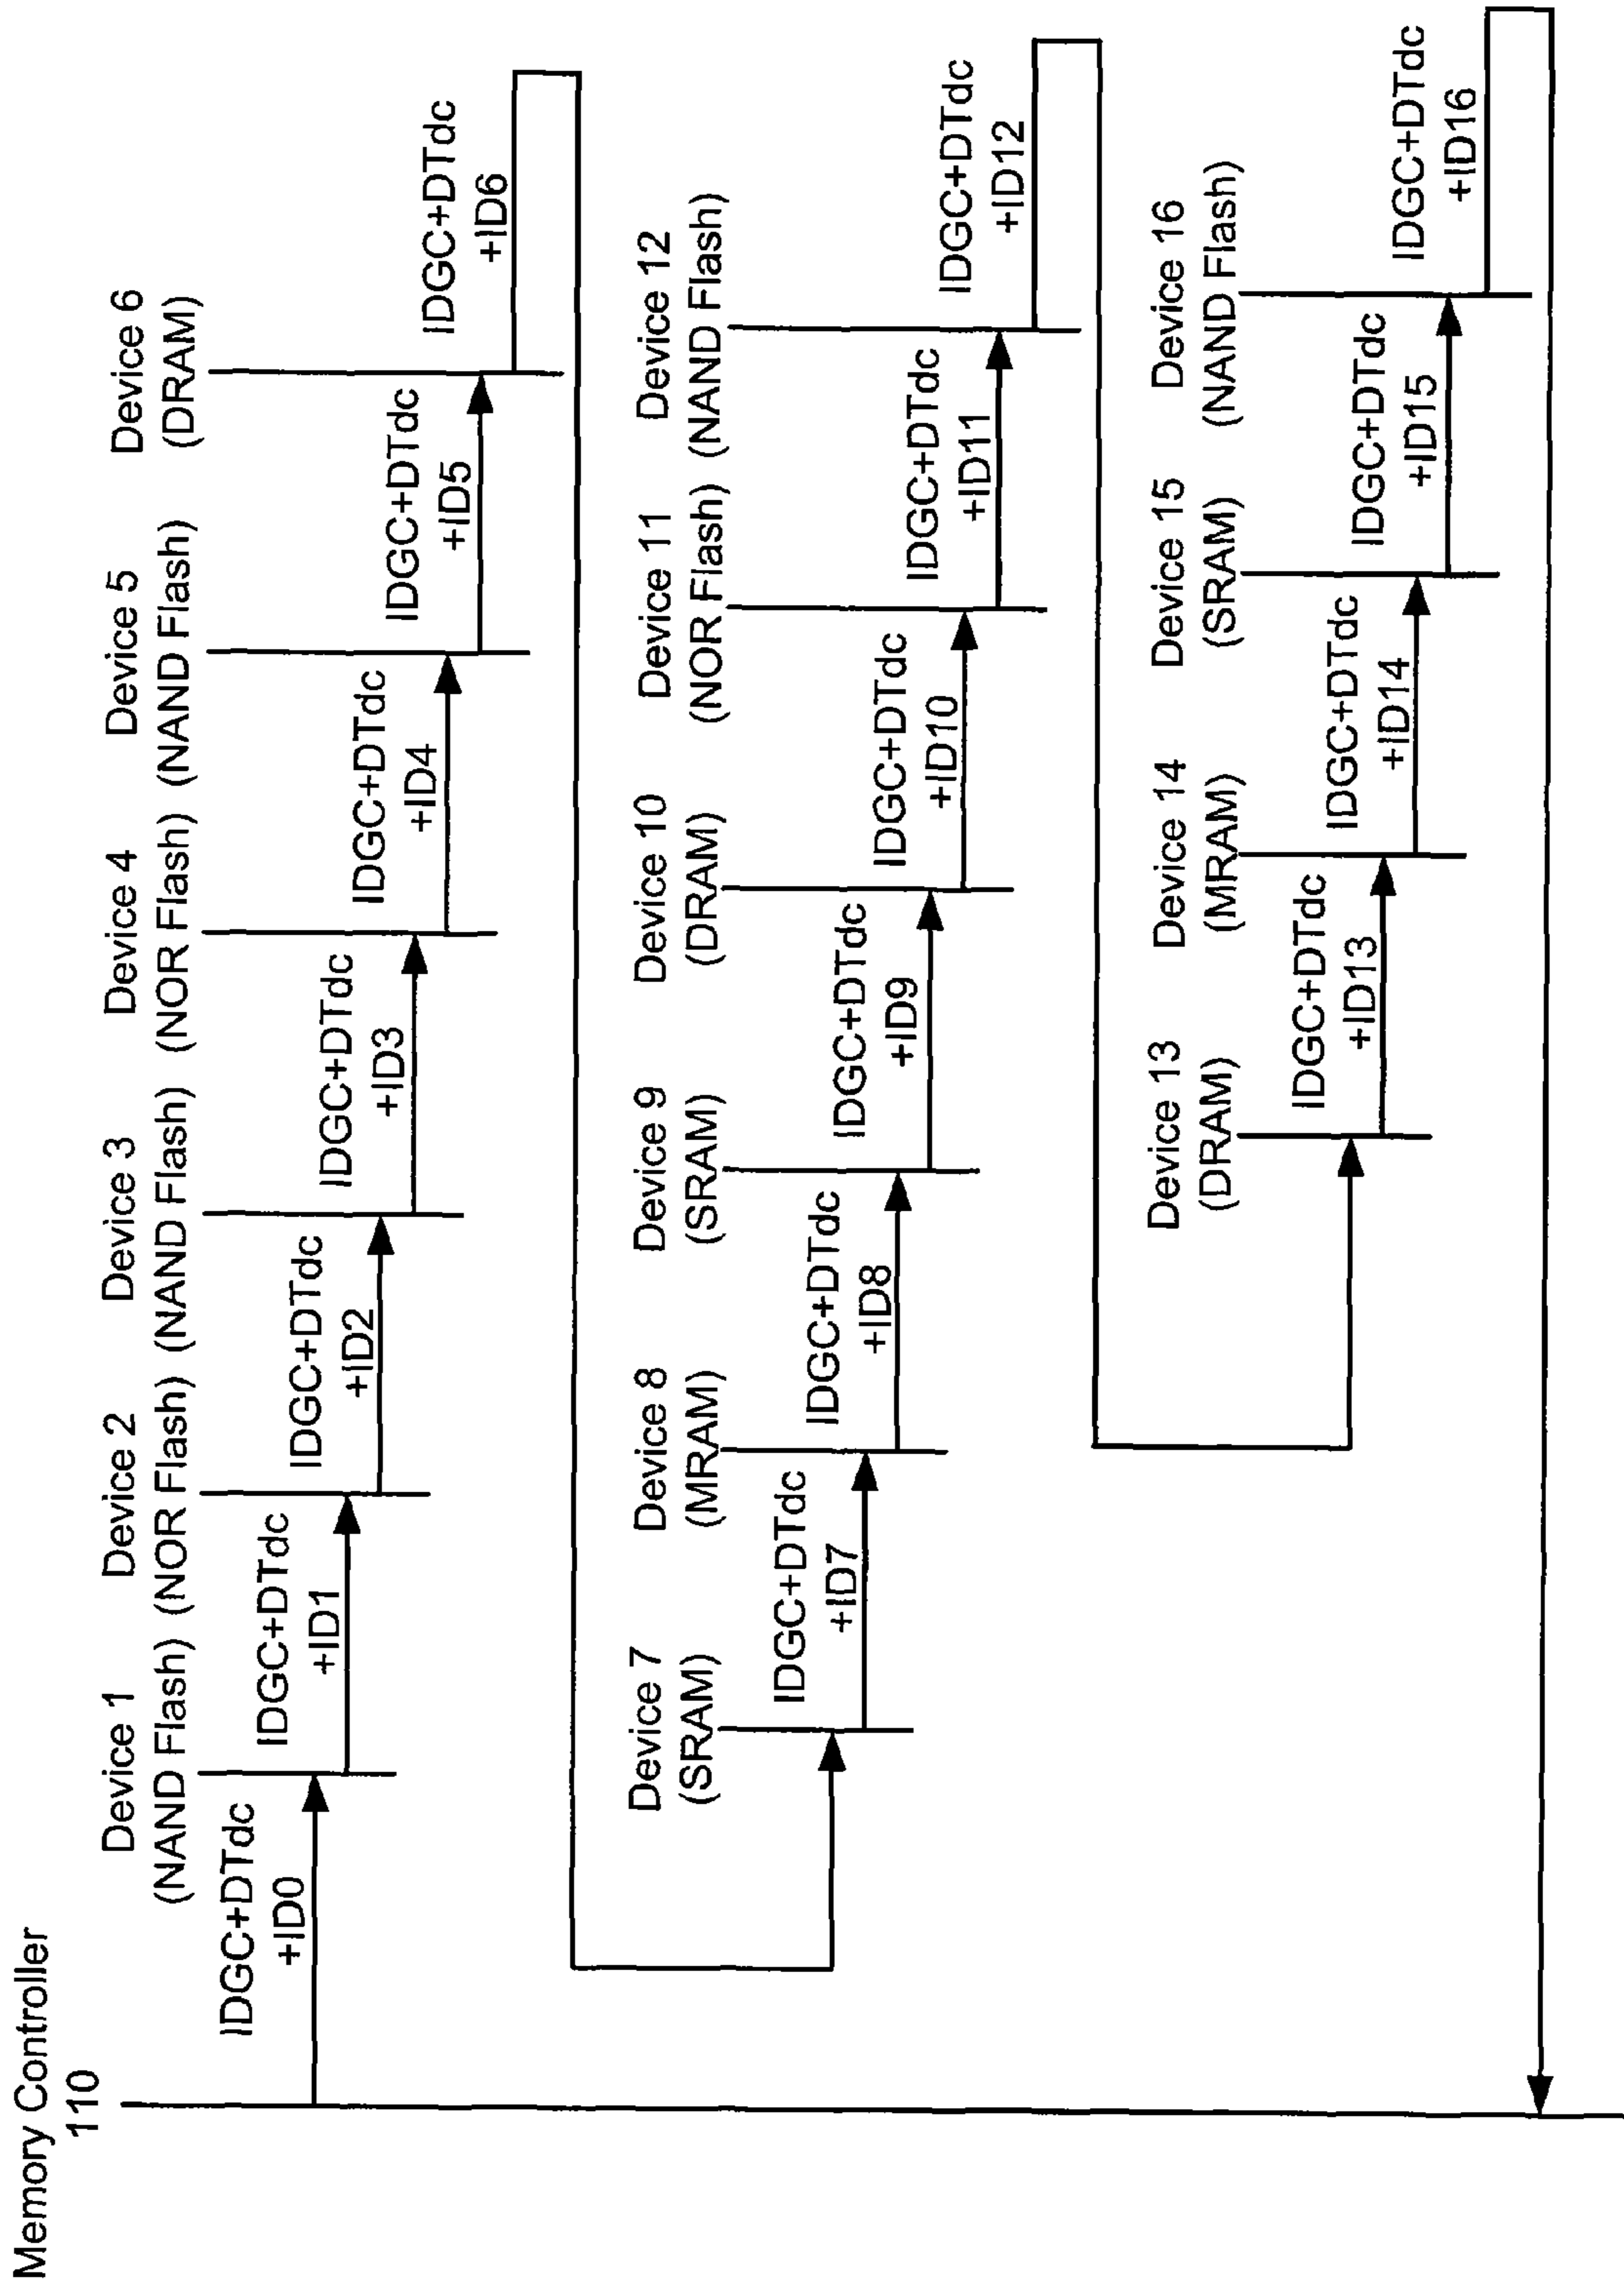 Memory Controller
110
Device 1
(NAND Flash)
Device 2
(NOR Flash)
Device 3
(NAND Flash)
Device 4
(NOR Flash)
Device 5
(NAND Flash)
Device 6
(DRAM)
IDGC+DTdc
+ID0
IDGC+DTdc
+ID1
IDGC+DTdc
+ID2
IDGC+DTdc
+ID3
IDGC+DTdc
+ID4
IDGC+DTdc
+ID5
IDGC+DTdc
+ID6
Device 7
(SRAM)
Device 8
(MRAM)
Device 9
(SRAM)
Device 10
(DRAM)
Device 11
(NOR Flash)
Device 12
(NAND Flash)
IDGC+DTdc
+ID7
IDGC+DTdc
+ID8
IDGC+DTdc
+ID9
IDGC+DTdc
+ID10
IDGC+DTdc
+ID11
IDGC+DTdc
+ID12
Device 13
(DRAM)
Device 14
(MRAM)
Device 15
(SRAM)
Device 16
(NAND Flash)
IDGC+DTdc
+ID13
IDGC+DTdc
+ID14
IDGC+DTdc
+ID15
IDGC+DTdc
+ID16